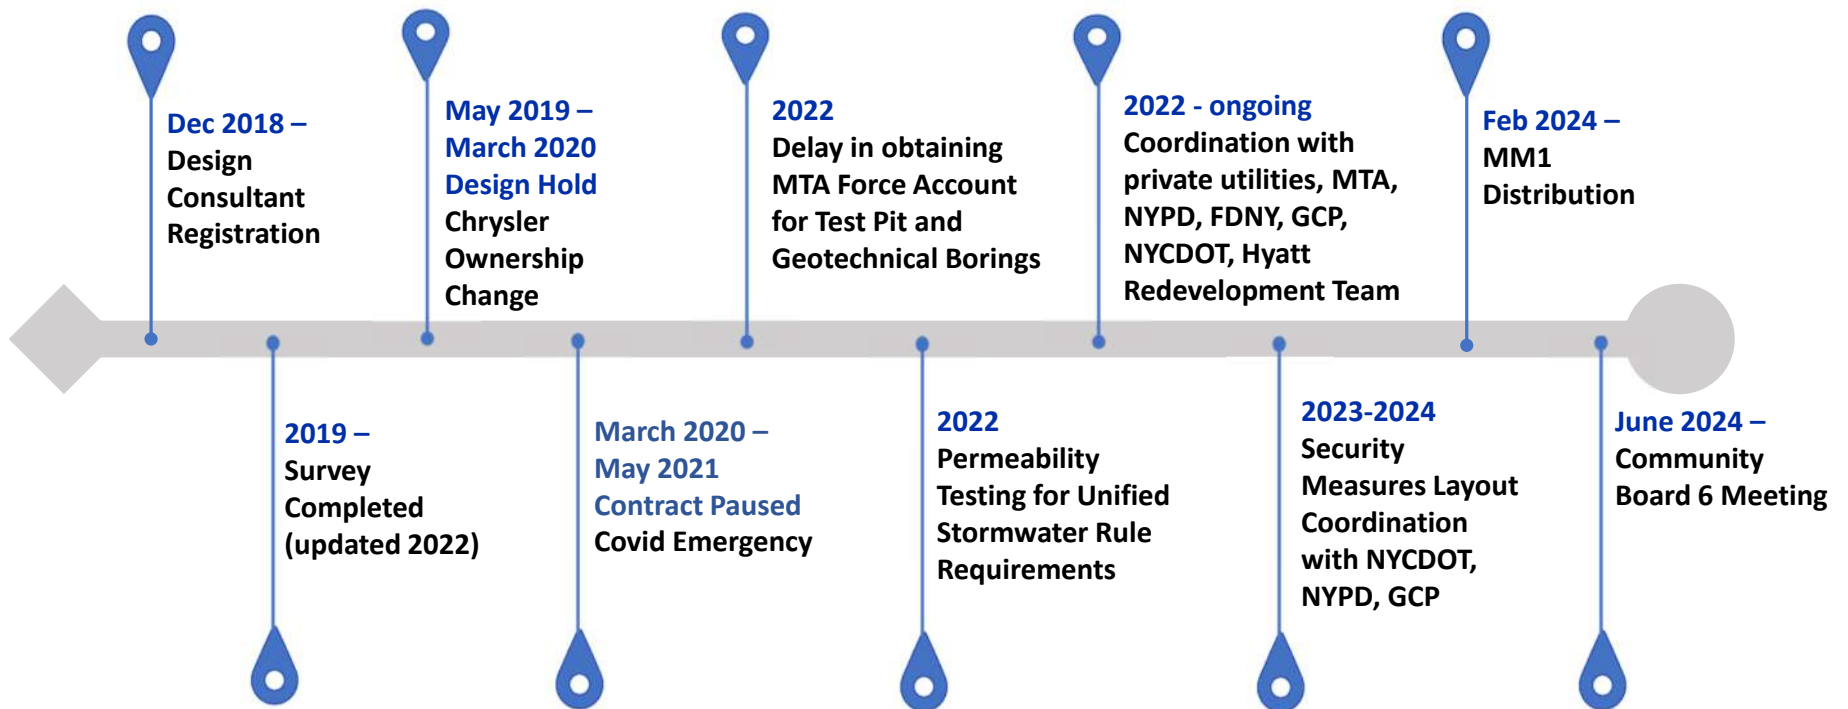 Dec 2018 –
Design
Consultant
Registration
May 2019 –
March 2020
Design Hold
Chrysler
Ownership
Change
2022
Delay in obtaining
MTA Force Account
for Test Pit and
Geotechnical Borings
2022 - ongoing
Coordination with
private utilities, MTA,
NYPD, FDNY, GCP,
NYCDOT, Hyatt
Redevelopment Team
Feb 2024 –
MM1
Distribution
2019 –
Survey
Completed
(updated 2022)
March 2020 –
May 2021
Contract Paused
Covid Emergency
2022
Permeability
Testing for Unified
Stormwater Rule
Requirements
2023-2024
Security
Measures Layout
Coordination
with NYCDOT,
NYPD, GCP
June 2024 –
Community
Board 6 Meeting